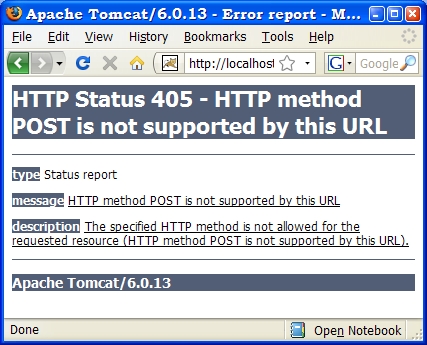 Apache Tomcat/6.0.13 - Error report - M...
File Edit View History Bookmarks Tools Help
http://localhost G Google
HTTP Status 405 - HTTP method
POST is not supported by this URL
type Status report
message HTTP method POST is not supported by this URL
description The specified HTTP method is not allowed for the
requested resource (HTTP method POST is not supported by this URL).
Apache Tomcat/6.0.13
Done Open Notebook